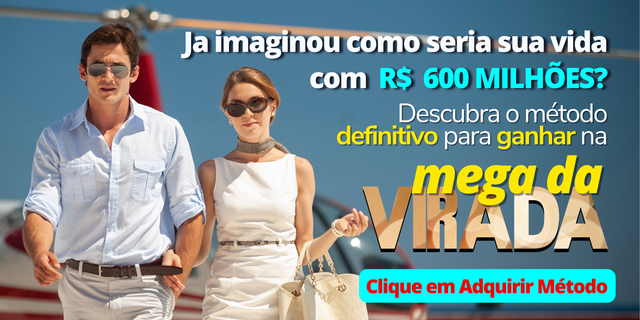 Ja imaginou como seria sua vida
com R$ 600 MILHÕES?
Descubra o método
definitivo para ganhar na
mega da
VIRADA
Clique em Adquirir Método